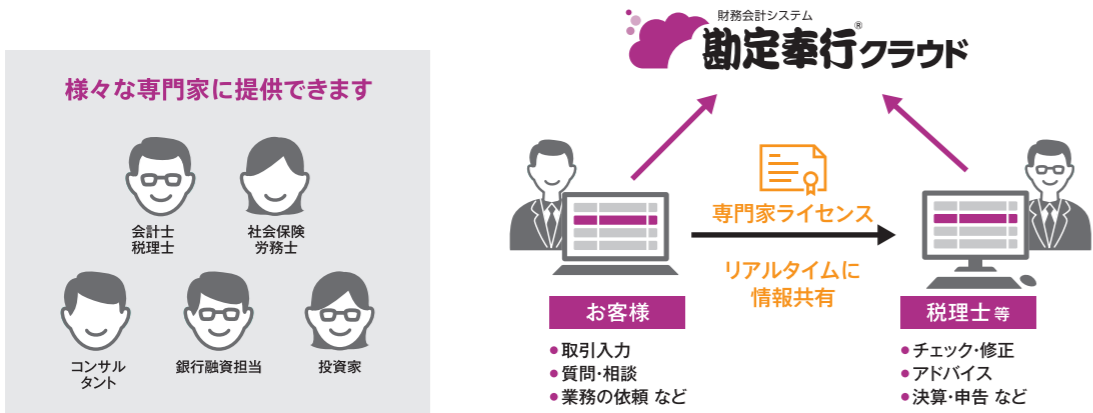 様々な専門家に提供できます
会計士
税理士
社会保険
労務士
コンサル
タント
銀行融資担当
投資家
財務会計システム
勘定奉行®クラウド
専門家ライセンス
リアルタイムに
情報共有
お客様
●取引入力
●質問・相談
●業務の依頼 など
税理士 等
●チェック・修正
●アドバイス
●決算・申告 など